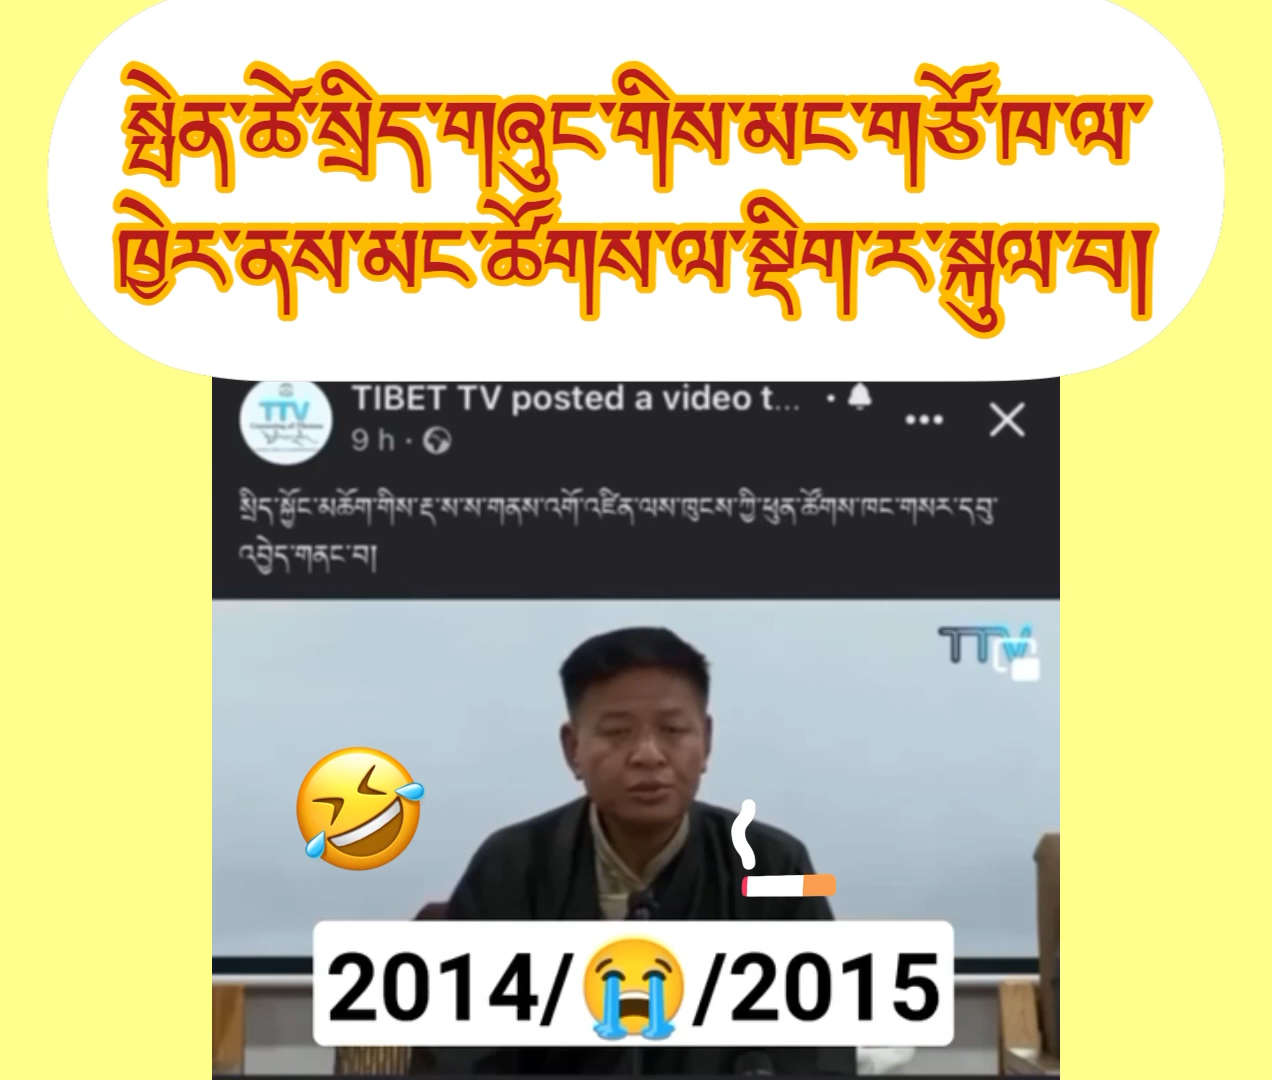 སྤེན་ཚེ་སྲིད་གཞུང་གིས་མང་གཙོ་ཁ་ལ་
ཁྱེར་ནས་མང་ཚོགས་ལ་སྡིག་ར་སྐུལ་བ།
TTV
TIBET TV posted a video t...
9 h ·
སྲིད་སྐྱོང་མཆོག་གིས་རྡ་ས་ས་གནས་འགོ་འཛིན་ལས་ཁུངས་ཀྱི་ཕུན་ཚོགས་ཁང་གསར་དབུ་
འབྱེད་གནང་བ།
TTV
2014/😭/2015